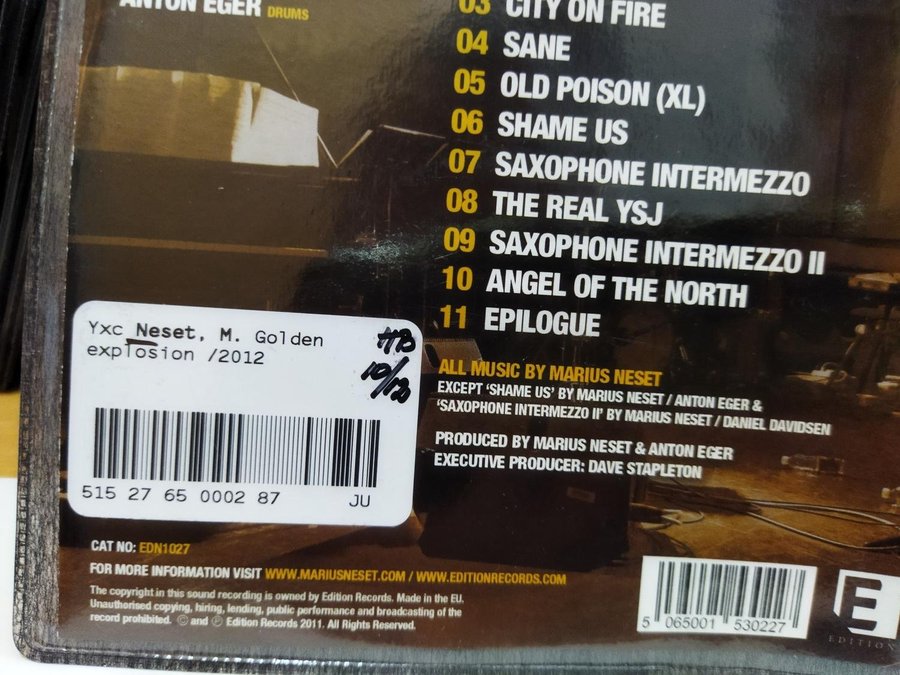 ANTON EGER DRUMS
03 CITY ON FIRE
04 SANE
05 OLD POISON (XL)
06 SHAME US
07 SAXOPHONE INTERMEZZO
08 THE REAL YSJ
09 SAXOPHONE INTERMEZZO II
10 ANGEL OF THE NORTH
11 EPILOGUE
ALL MUSIC BY MARIUS NESET
EXCEPT ‘SHAME US’ BY MARIUS NESET / ANTON EGER &
‘SAXOPHONE INTERMEZZO II’ BY MARIUS NESET / DANIEL DAVIDSEN
PRODUCED BY MARIUS NESET & ANTON EGER
EXECUTIVE PRODUCER: DAVE STAPLETON
Yxc Neset, M. Golden
explosion /2012
HB
10/12
515 27 65 0002 87 JU
CAT NO: EDN1027
FOR MORE INFORMATION VISIT WWW.MARIUSNESET.COM / WWW.EDITIONRECORDS.COM
The copyright in this sound recording is owned by Edition Records. Made in the EU.
Unauthorised copying, hiring, lending, public performance and broadcasting of the
record prohibited. © and ℗ Edition Records 2011. All Rights Reserved.
5 065001 530227
E
EDITION